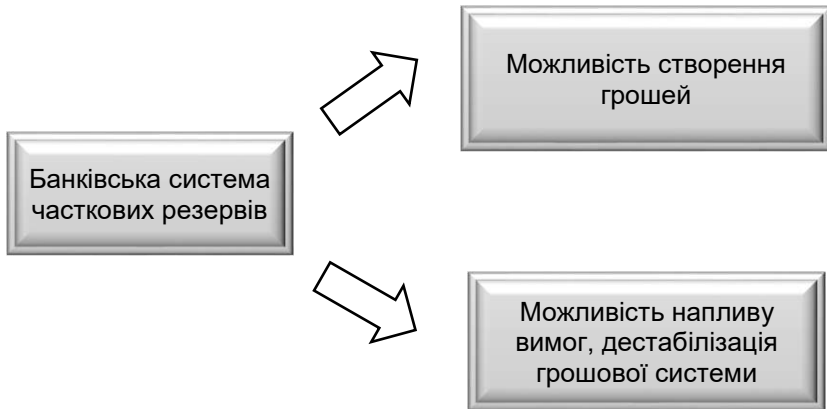 Можливість створення
грошей
Банківська система
часткових резервів
Можливість напливу
вимог, дестабілізація
грошової системи